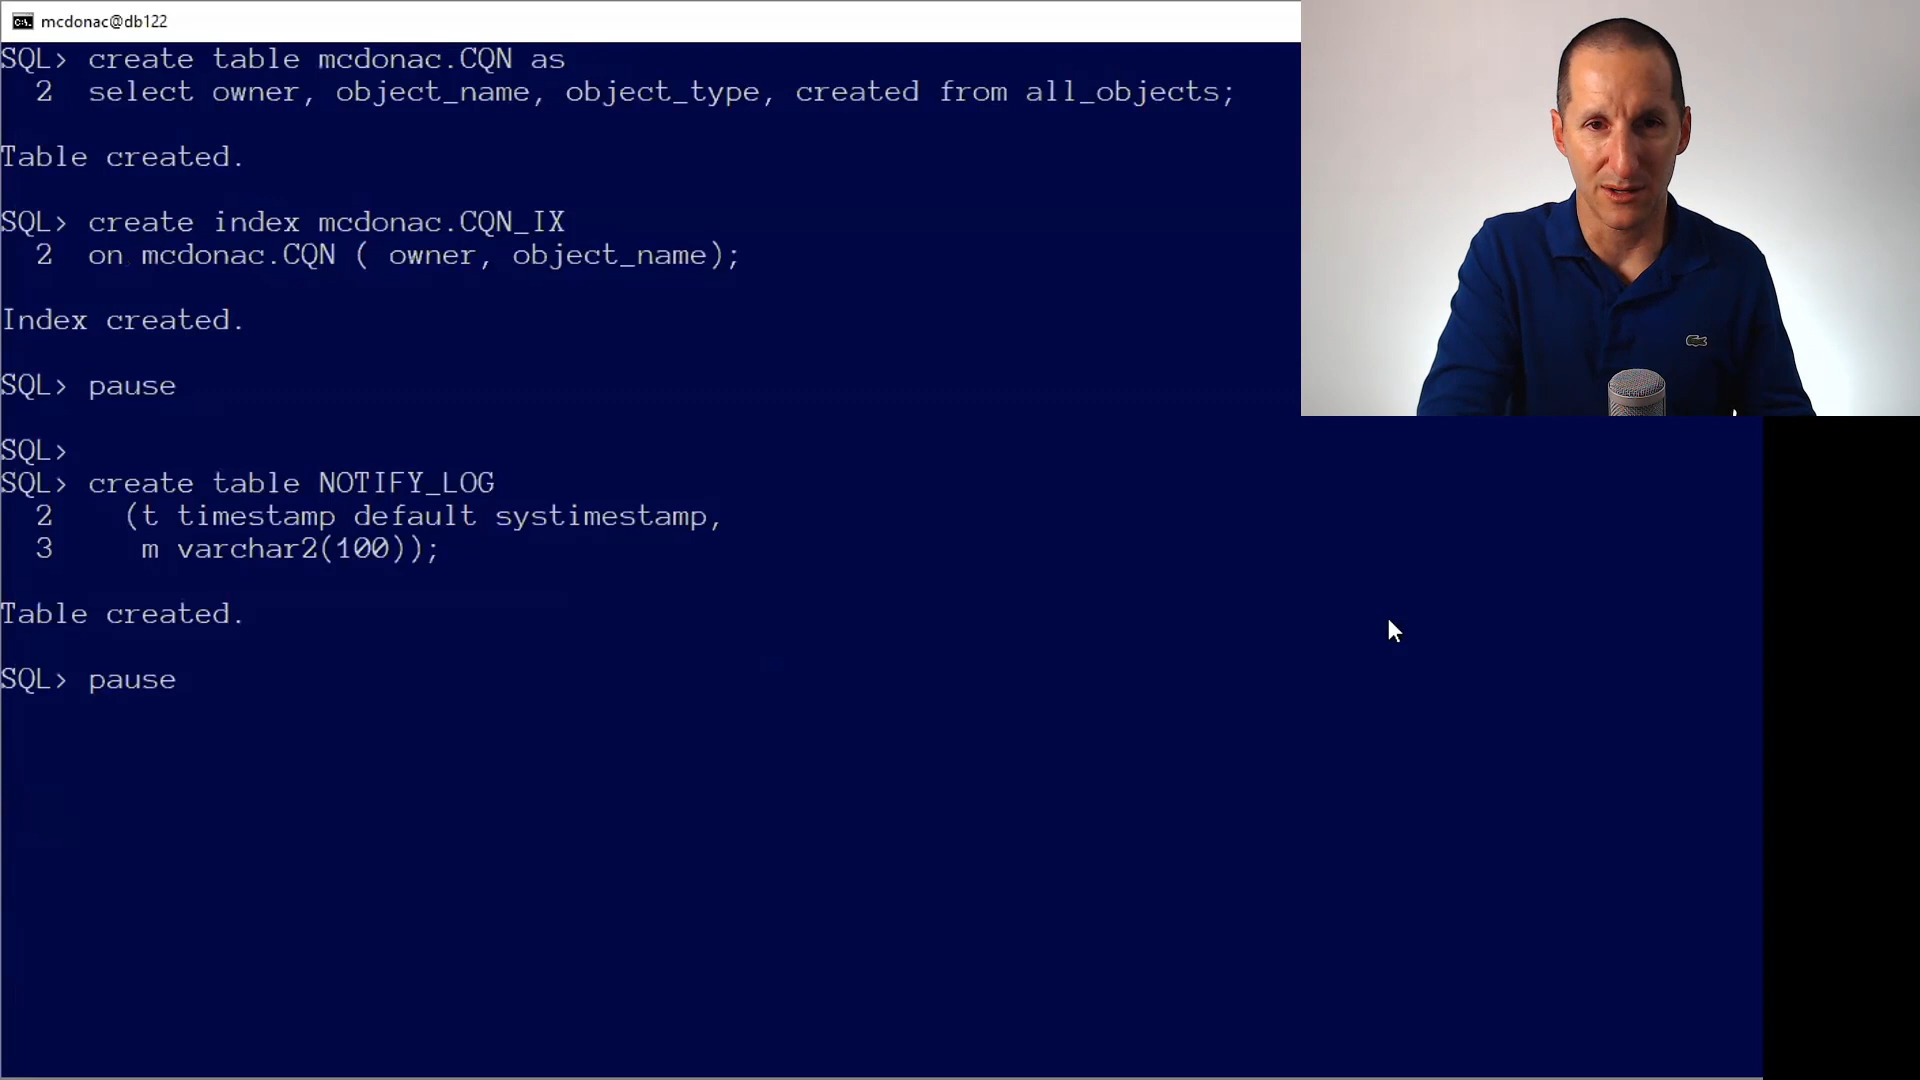 mcdonac@db122
SQL> create table mcdonac.CQN as
2 select owner, object_name, object_type, created from all_objects;
Table created.
SQL> create index mcdonac.CQN_IX
2 on mcdonac.CQN ( owner, object_name);
Index created.
SQL> pause
SQL>
SQL> create table NOTIFY_LOG
2 (t timestamp default systimestamp,
3 m varchar2(100));
Table created.
SQL> pause